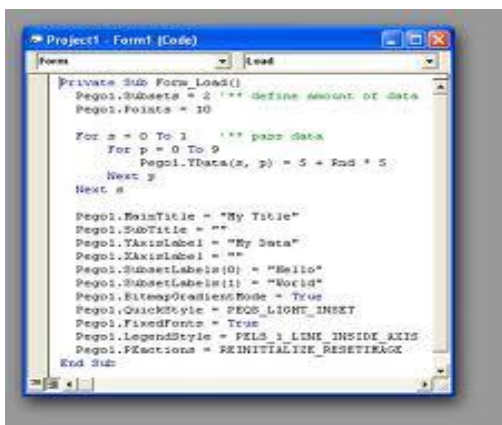 Project1 - Form1 (Code)
Form Load
Private Sub Form_Load()
Pego1.Subsets = 2 '** define amount of data
Pego1.Points = 10
For s = 0 To 1 '** pass data
For p = 0 To 9
Pego1.YData(s, p) = 5 + Rnd * 5
Next p
Next s
Pego1.MainTitle = "My Title"
Pego1.SubTitle = ""
Pego1.YAxisLabel = "My Data"
Pego1.XAxisLabel = ""
Pego1.SubsetLabels(0) = "Hello"
Pego1.SubsetLabels(1) = "World"
Pego1.BitmapGradientMode = True
Pego1.QuickStyle = PEQS_LIGHT_INSET
Pego1.FixedFonts = True
Pego1.LegendStyle = PELS_1_LINE_INSIDE_AXIS
Pego1.PEactions = REINITIALIZE_RESETIMAGE
End Sub